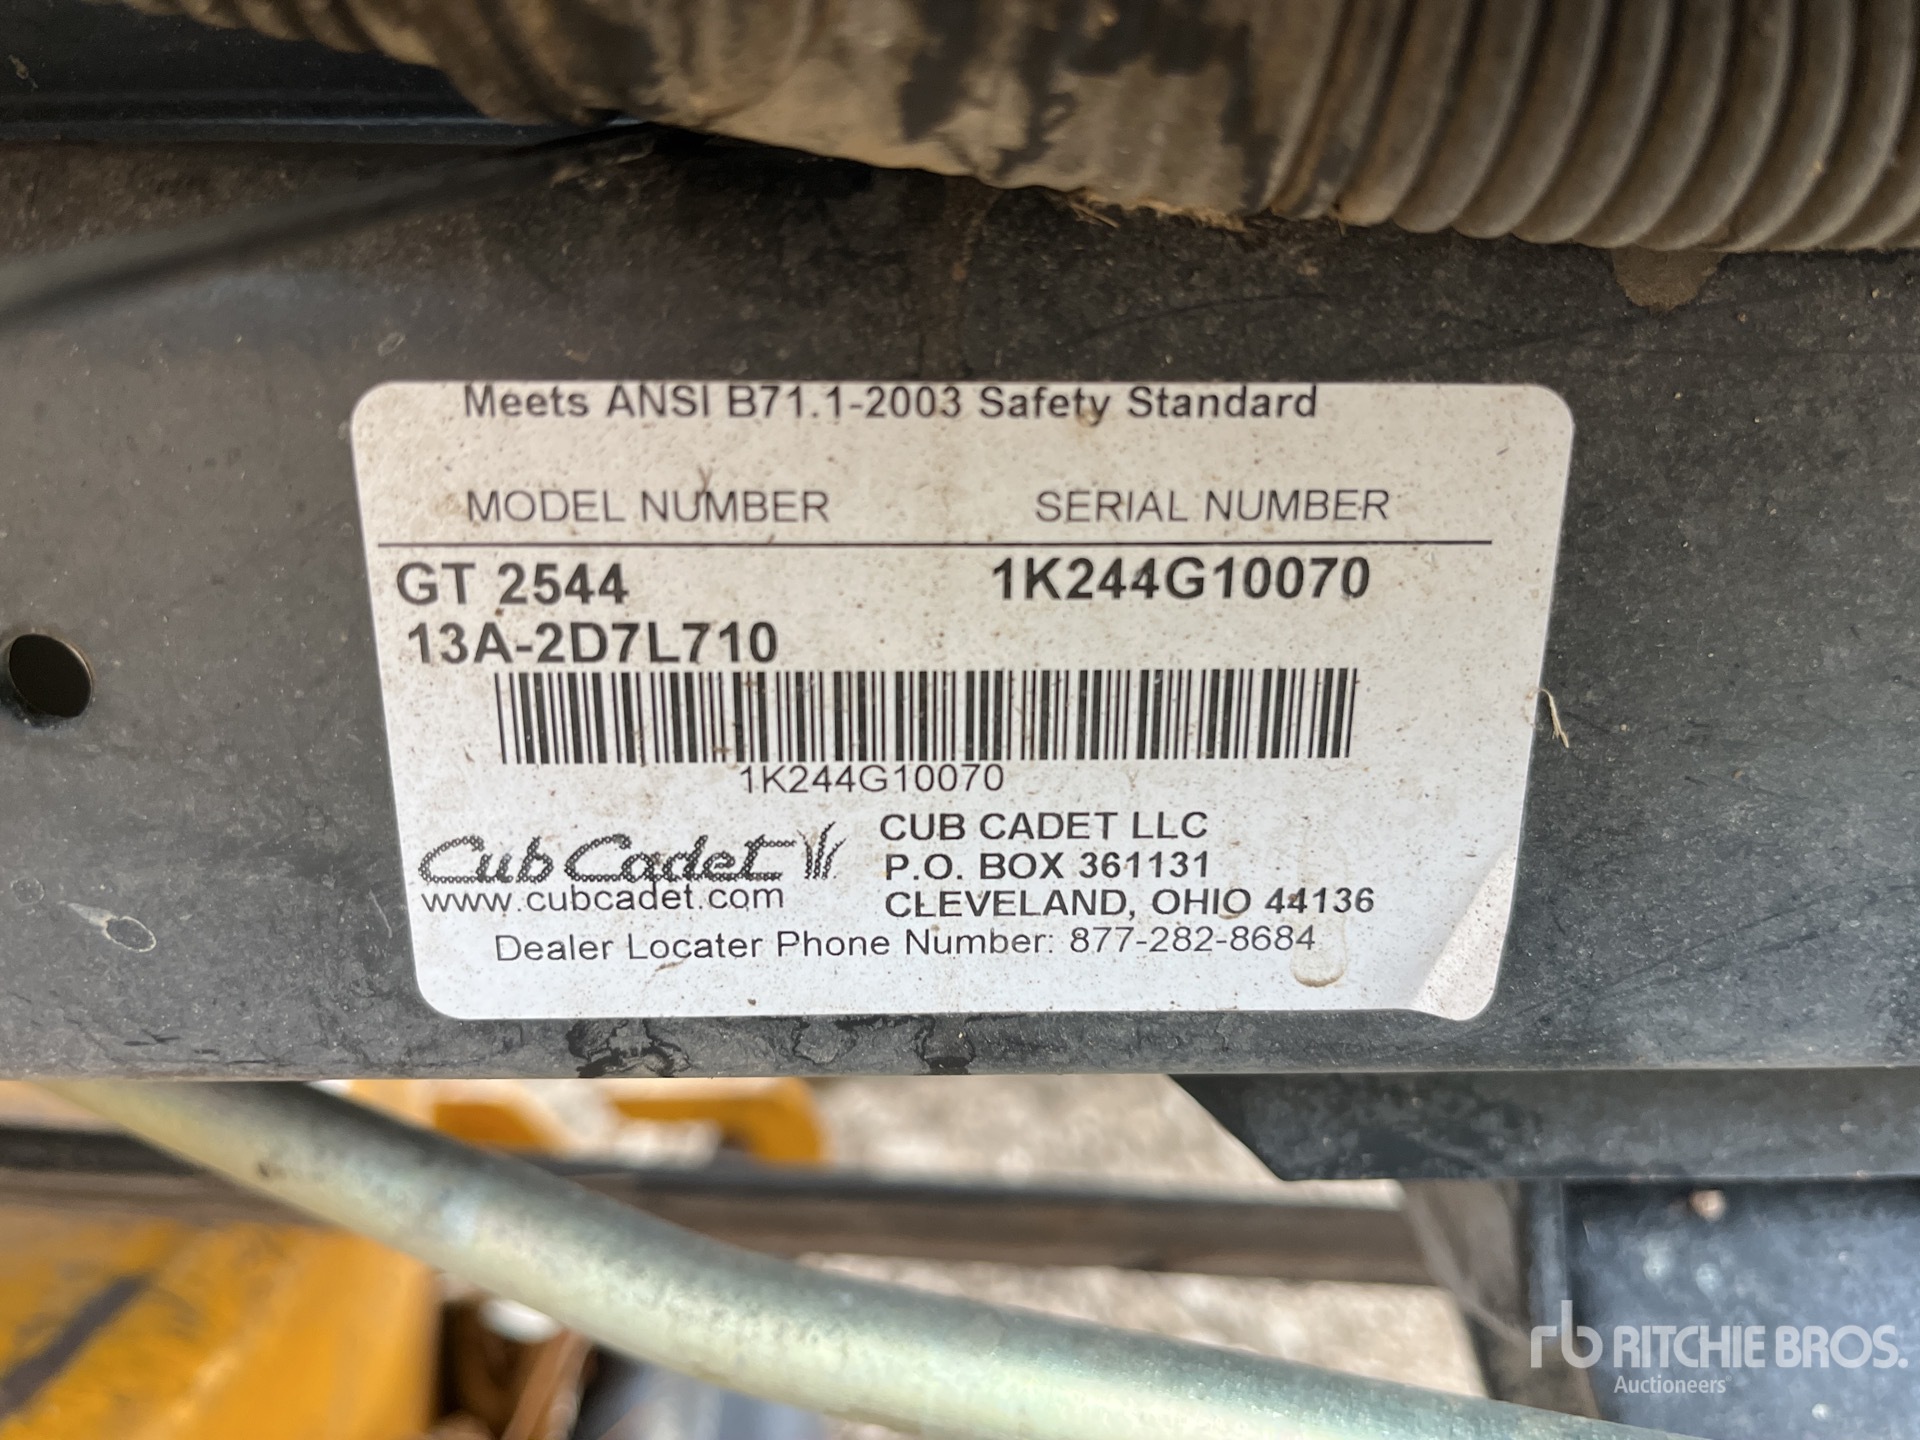 Meets ANSI B71.1-2003 Safety Standard
MODEL NUMBER SERIAL NUMBER
GT 2544 1K244G10070
13A-2D7L710
1K244G10070
Cub Cadet
www.cubcadet.com
CUB CADET LLC
P.O. BOX 361131
CLEVELAND, OHIO 44136
Dealer Locater Phone Number: 877-282-8684
rb RITCHIE BROS.
Auctioneers